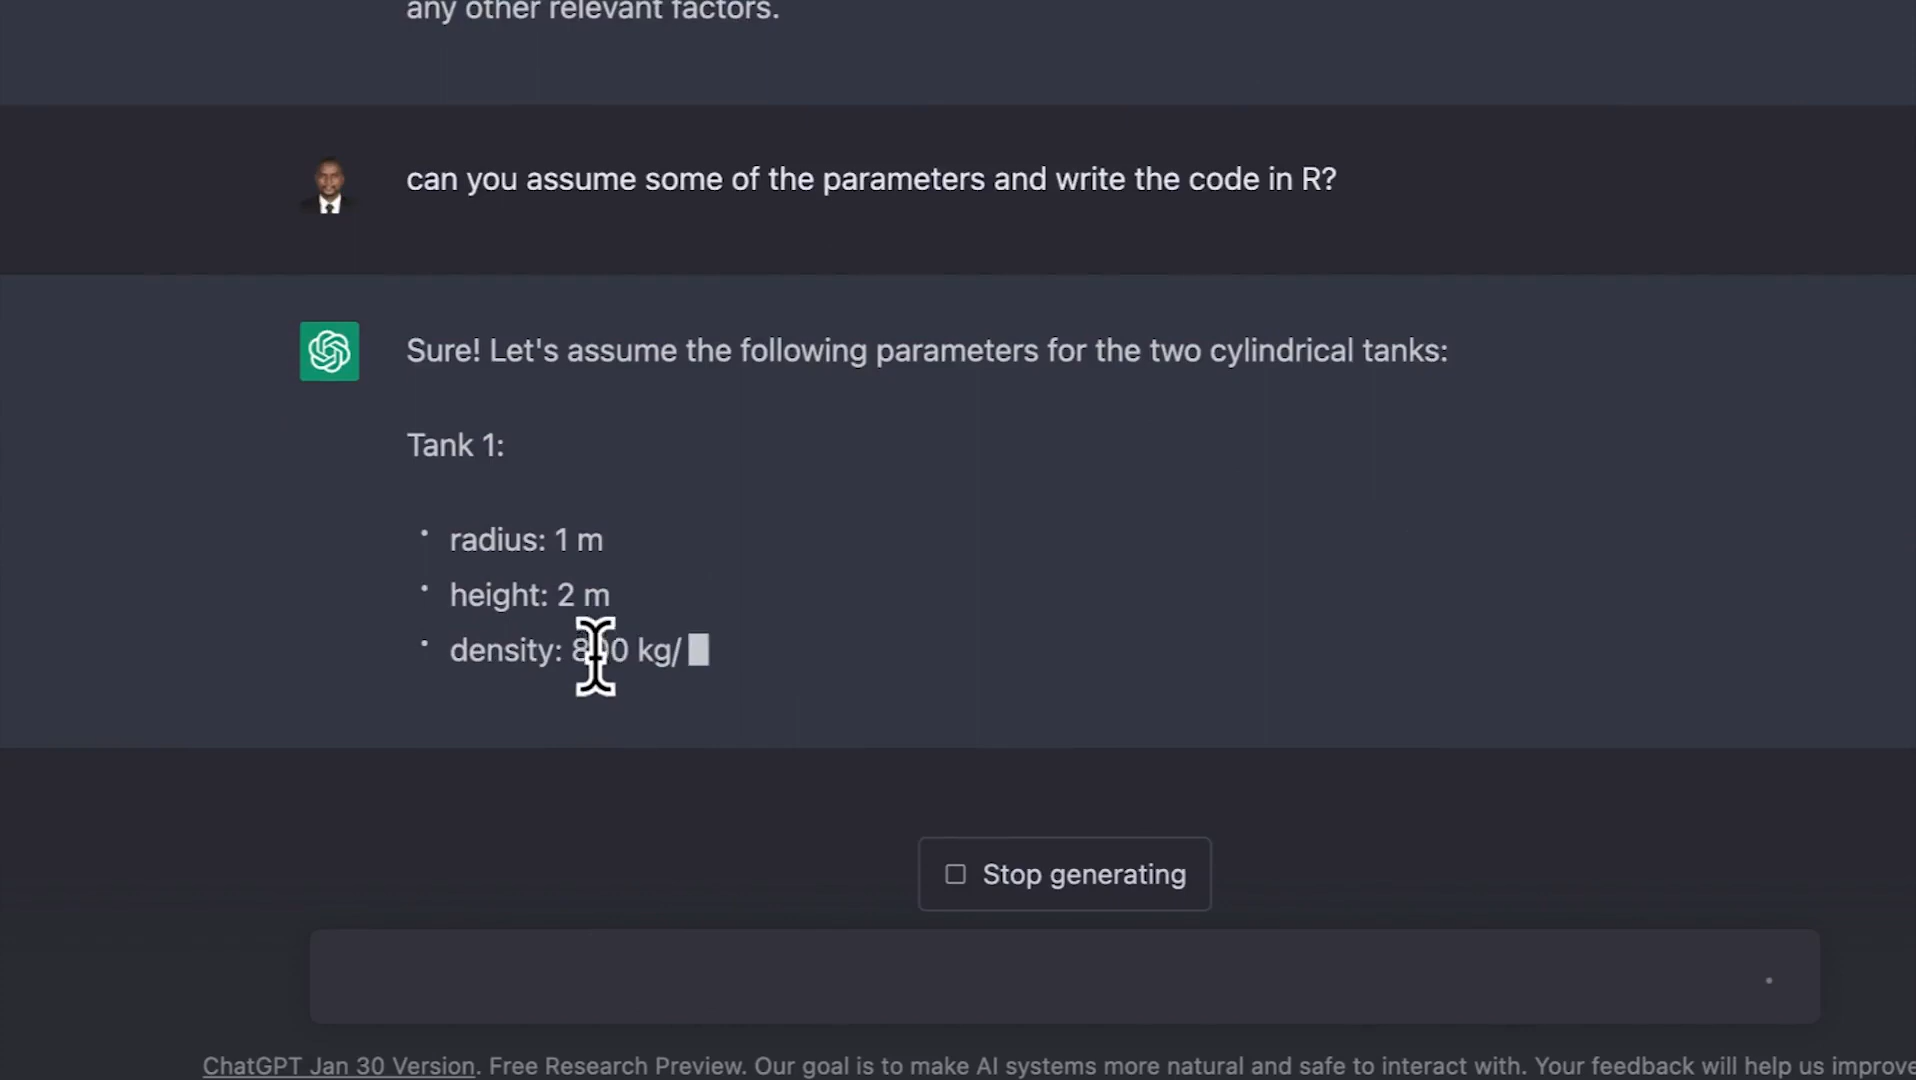 any other relevant factors.
can you assume some of the parameters and write the code in R?
Sure! Let's assume the following parameters for the two cylindrical tanks:
Tank 1:
• radius: 1 m
• height: 2 m
• density: 800 kg/
Stop generating
ChatGPT Jan 30 Version. Free Research Preview. Our goal is to make AI systems more natural and safe to interact with. Your feedback will help us improve